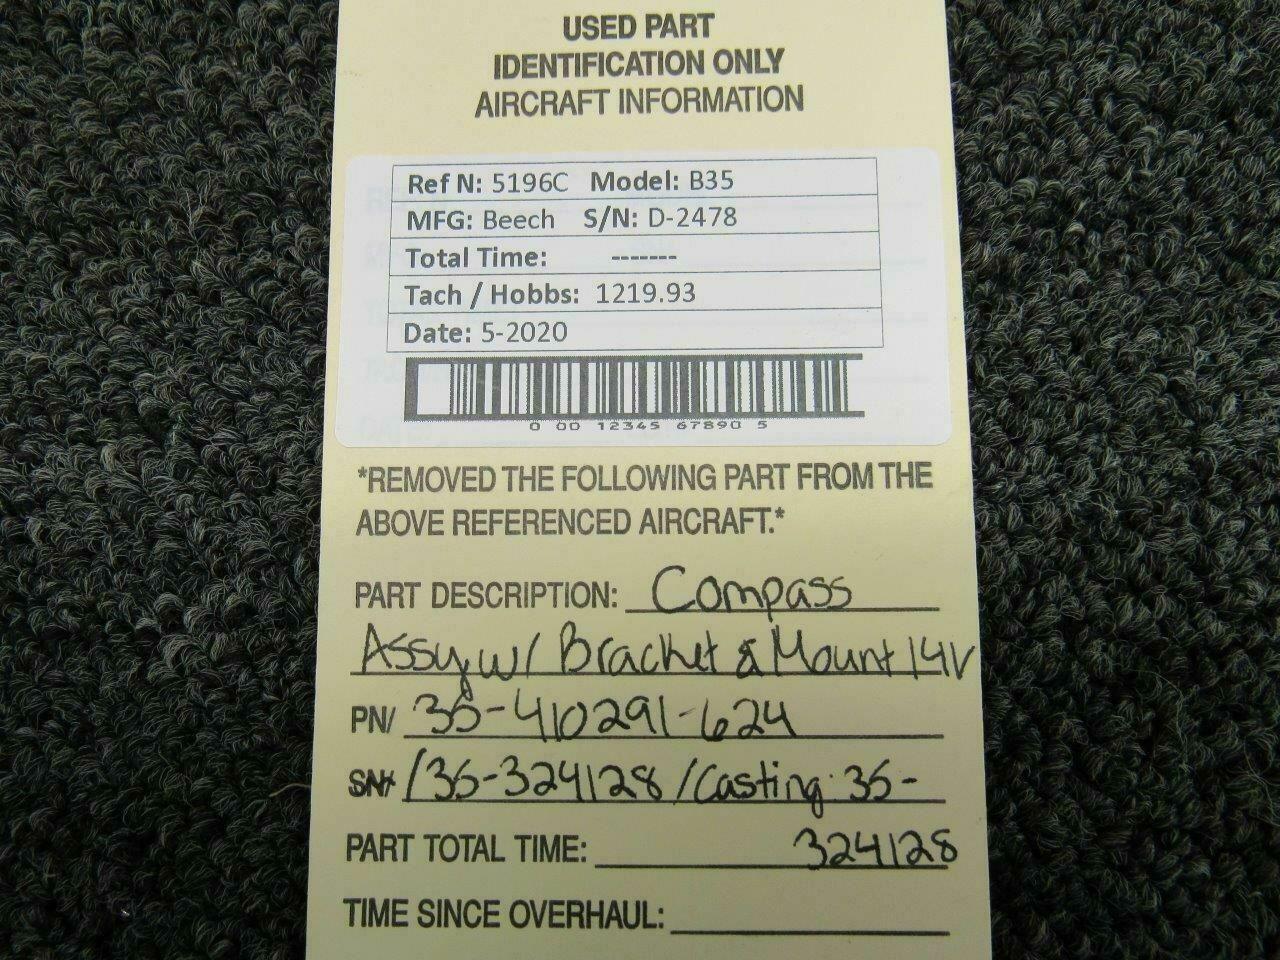 USED PART
IDENTIFICATION ONLY
AIRCRAFT INFORMATION
Ref N: 5196C Model: B35
MFG: Beech S/N: D-2478
Total Time: -------
Tach / Hobbs: 1219.93
Date: 5-2020
0 00 12345 67890 5
*REMOVED THE FOLLOWING PART FROM THE
ABOVE REFERENCED AIRCRAFT.*
PART DESCRIPTION: Compass
Assy w/ Bracket & Mount 14V
PN/ 35-410291-624
SN/ /35-324128/Casting: 35-
PART TOTAL TIME: 324128
TIME SINCE OVERHAUL: